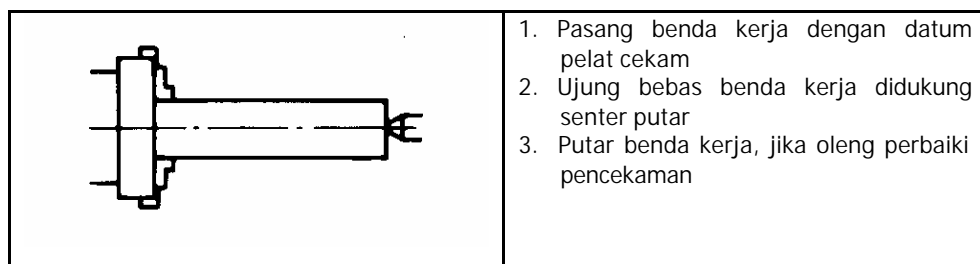 1. Pasang benda kerja dengan datum
pelat cekam
2. Ujung bebas benda kerja didukung
senter putar
3. Putar benda kerja, jika oleng perbaiki
pencekaman